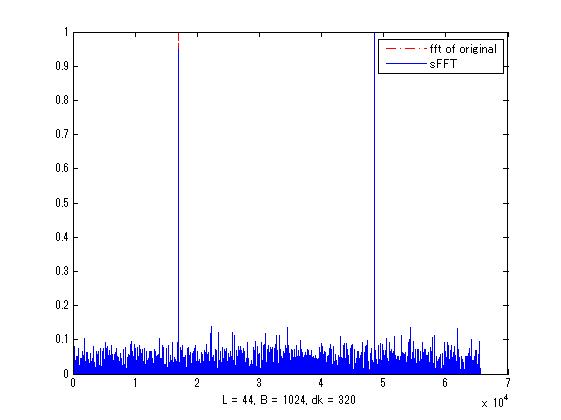 1
0.9
0.8
0.7
0.6
0.5
0.4
0.3
0.2
0.1
0
fft of original
sFFT
0 1 2 3 4 5 6 7
x 10^4
L = 44, B = 1024, dk = 320